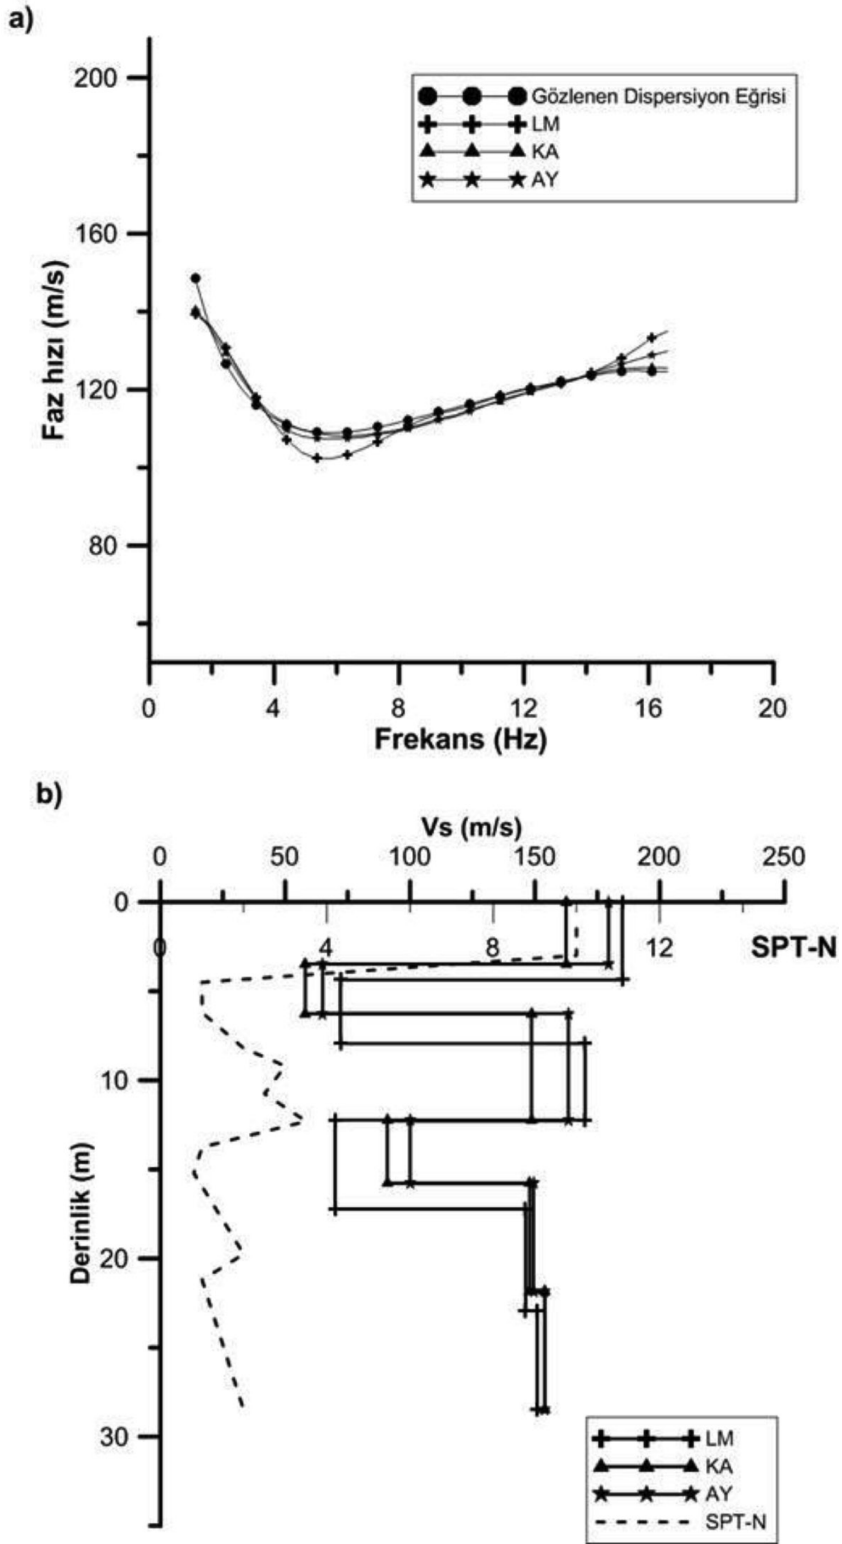 a)
200
160
120
80
Faz hızı (m/s)
Gözlenen Dispersiyon Eğrisi
LM
KA
AY
0 4 8 12 16 20
Frekans (Hz)
b)
Vs (m/s)
0 50 100 150 200 250
0 4 8 12 SPT-N
0
10
20
30
Derinlik (m)
LM
KA
AY
SPT-N